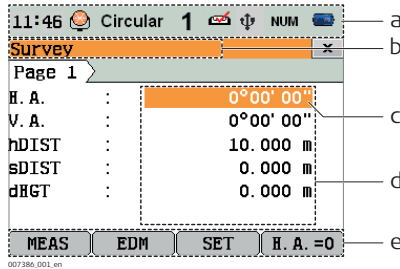 11:46 Circular 1 NUM a
Survey x b
Page 1
H.A. : 0°00'00" c
V.A. : 0°00'00"
hDIST : 10.000 m
sDIST : 0.000 m d
dHGT : 0.000 m
MEAS EDM SET H.A.=0 e
007386_001_en